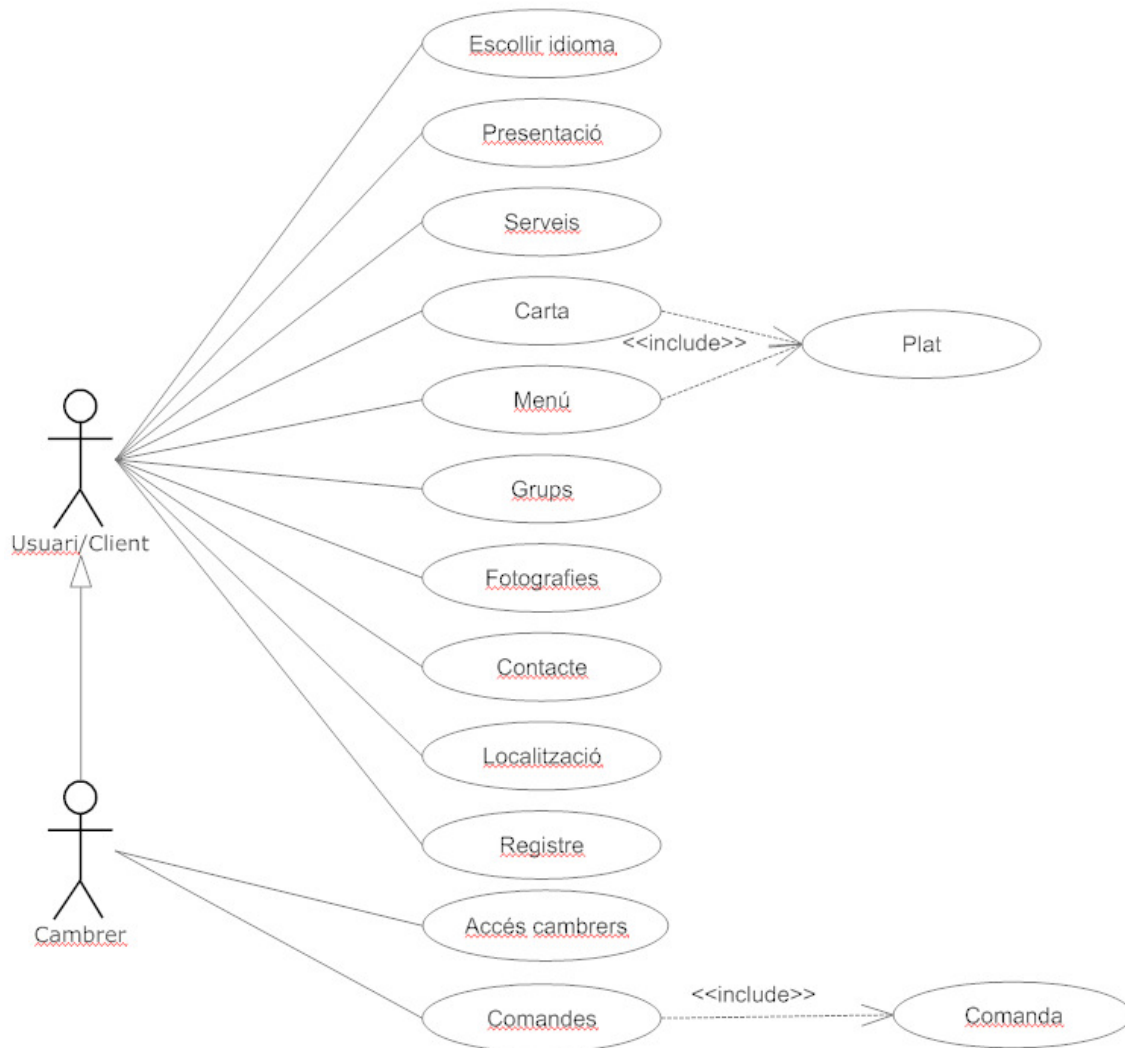 Escollir idioma
Presentació
Serveis
Carta
<<include>>
Plat
Menú
Grups
Usuari/Client
Fotografies
Contacte
Localització
Registre
Accés cambrers
Cambrer
<<include>>
Comandes
Comanda